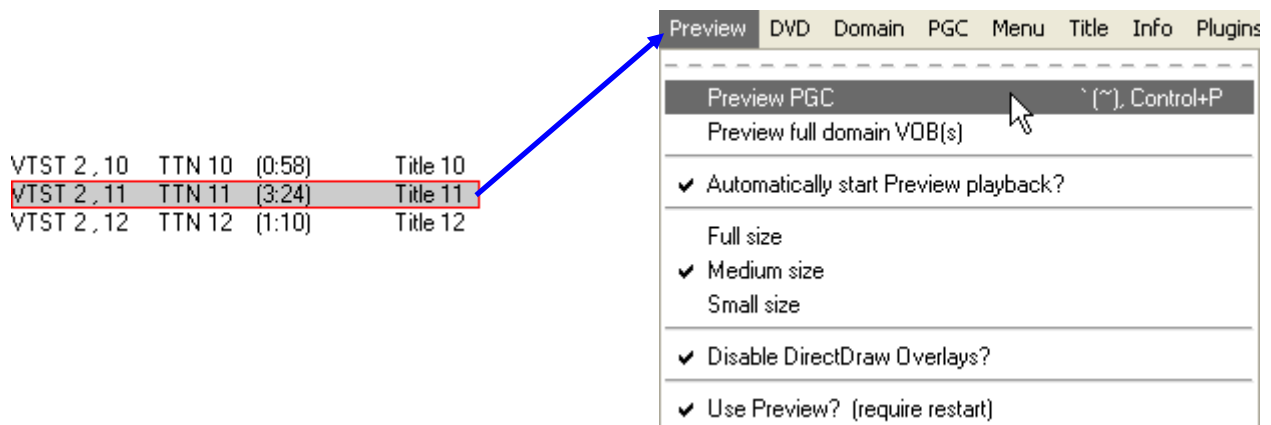 VTST 2 , 10 TTN 10 (0:58) Title 10
VTST 2 , 11 TTN 11 (3:24) Title 11
VTST 2 , 12 TTN 12 (1:10) Title 12
Preview DVD Domain PGC Menu Title Info Plugins
Preview PGC ` (~), Control+P
Preview full domain VOB(s)
Automatically start Preview playback?
Full size
Medium size
Small size
Disable DirectDraw Overlays?
Use Preview? (require restart)